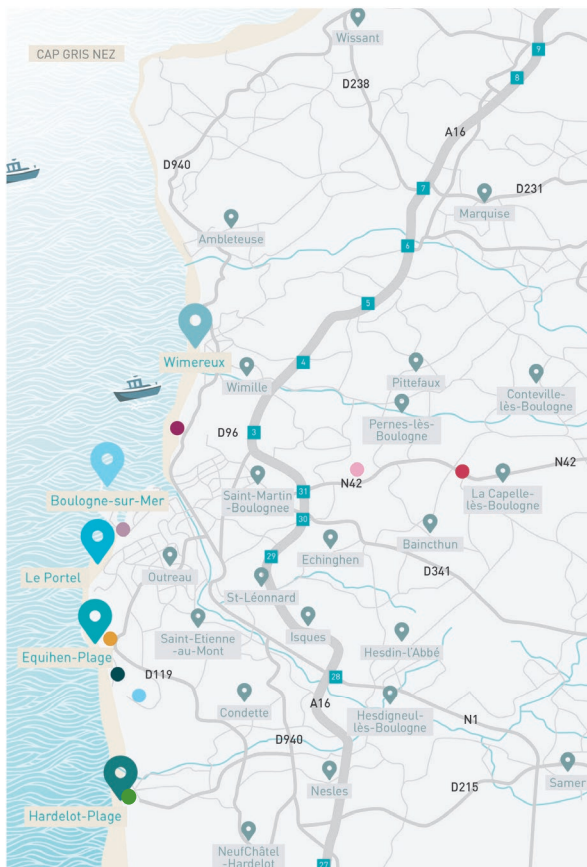 Wissant
9
CAP GRIS NEZ
8
D238
A16
D940
7
D231
Marquise
Ambleteuse
6
5
Wimereux
4
Wimille
Pittefaux
Conteville
-lès-Boulogne
Pernes-lès
-Boulogne
D96
3
N42
Boulogne-sur-Mer
Saint-Martin
-Boulognee
31
N42
La Capelle
-lès-Boulogne
30
Baincthun
Echinghen
Le Portel
Outreau
29
D341
St-Léonnard
Saint-Etienne
-au-Mont
Isques
Hesdin-l'Abbé
Equihen-Plage
D119
28
Condette
A16
Hesdigneul
-lès-Boulogne
N1
D940
Nesles
D215
Samer
Hardelot-Plage
NeufChâtel
-Hardelot
27